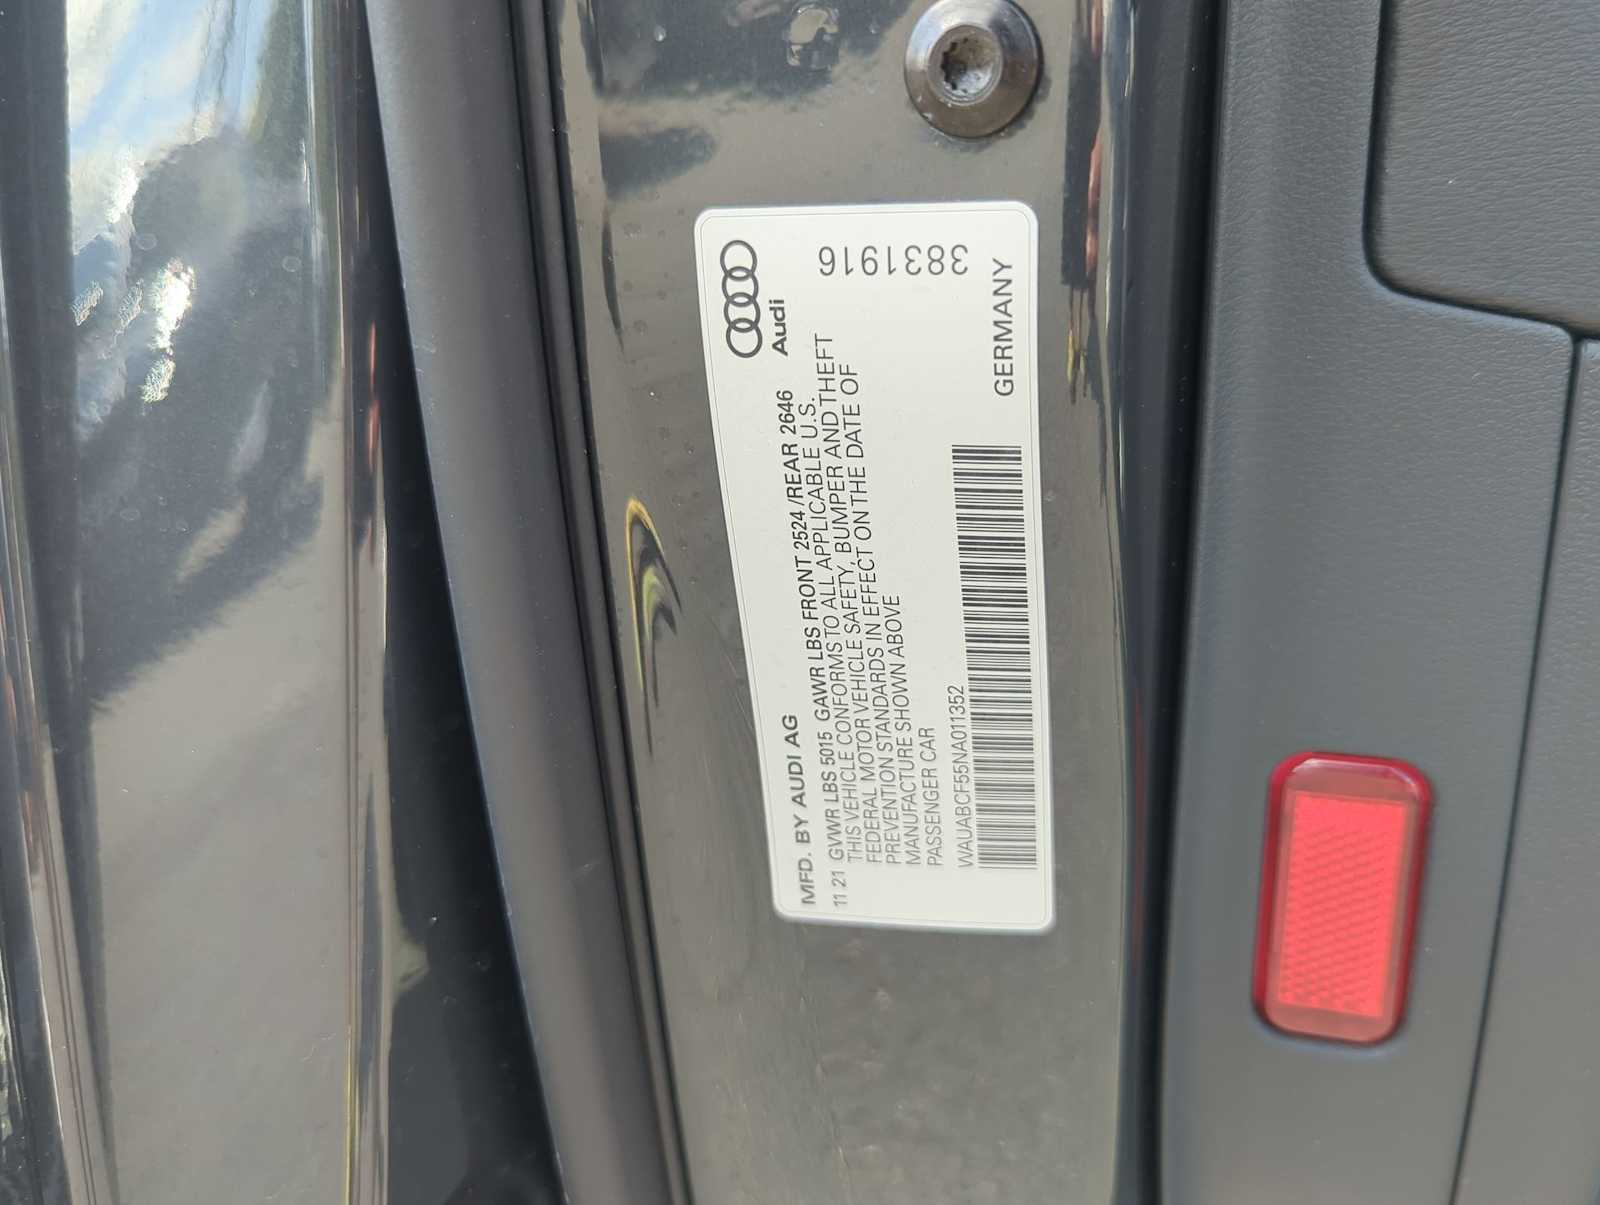 Audi
3831916
MFD. BY AUDI AG
11 21 GVWR LBS 5015 GAWR LBS FRONT 2524 /REAR 2646
THIS VEHICLE CONFORMS TO ALL APPLICABLE U.S.
FEDERAL MOTOR VEHICLE SAFETY, BUMPER AND THEFT
PREVENTION STANDARDS IN EFFECT ON THE DATE OF
MANUFACTURE SHOWN ABOVE
PASSENGER CAR
WAUABCF55NA011352
GERMANY